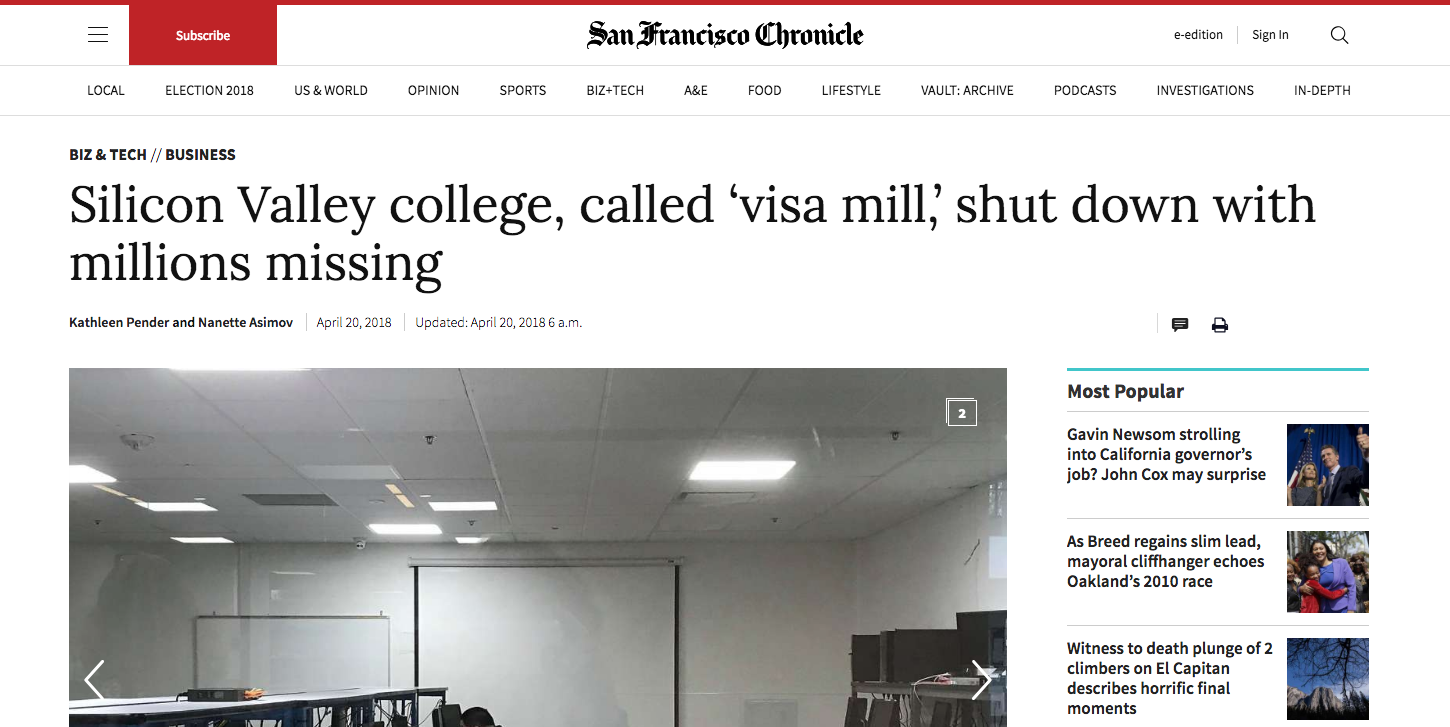 Subscribe
San Francisco Chronicle
e-edition
Sign In
LOCAL
ELECTION 2018
US & WORLD
OPINION
SPORTS
BIZ+TECH
A&E
FOOD
LIFESTYLE
VAULT: ARCHIVE
PODCASTS
INVESTIGATIONS
IN-DEPTH
BIZ & TECH // BUSINESS
Silicon Valley college, called ‘visa mill,’ shut down with
millions missing
Kathleen Pender and Nanette Asimov
April 20, 2018
Updated: April 20, 2018 6 a.m.
2
Most Popular
Gavin Newsom strolling
into California governor’s
job? John Cox may surprise
As Breed regains slim lead,
mayoral cliffhanger echoes
Oakland’s 2010 race
Witness to death plunge of 2
climbers on El Capitan
describes horrific final
moments